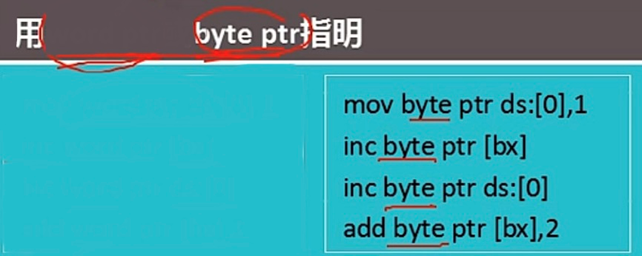 用 byte ptr指明
mov byte ptr ds:[0],1
inc byte ptr [bx]
inc byte ptr ds:[0]
add byte ptr [bx],2